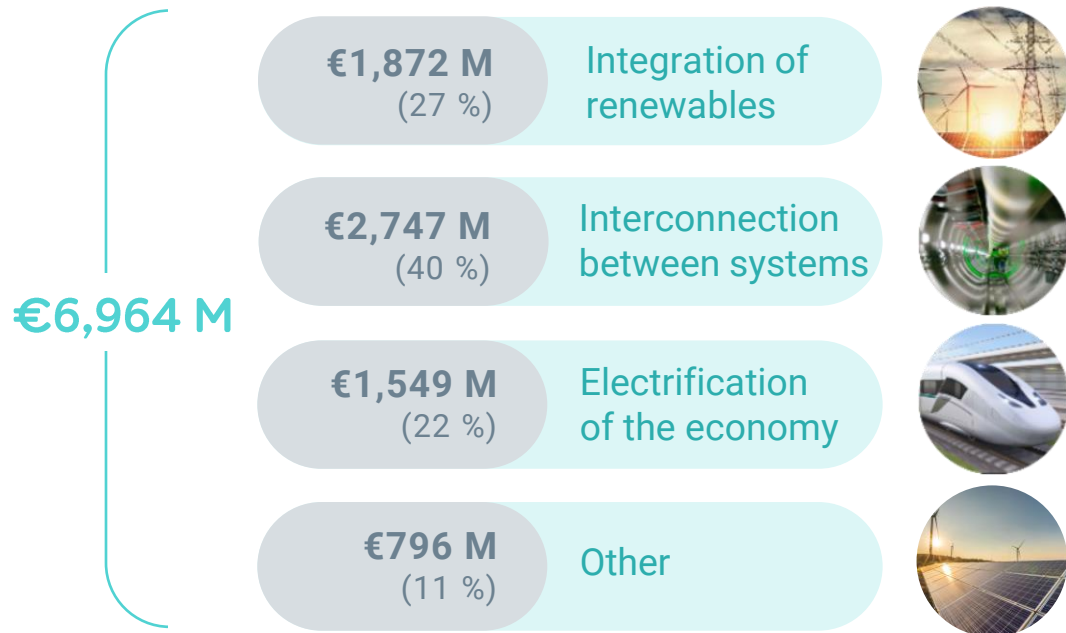 €6,964 M
€1,872 M
(27 %)
Integration of
renewables
€2,747 M
(40 %)
Interconnection
between systems
€1,549 M
(22 %)
Electrification
of the economy
€796 M
(11 %)
Other